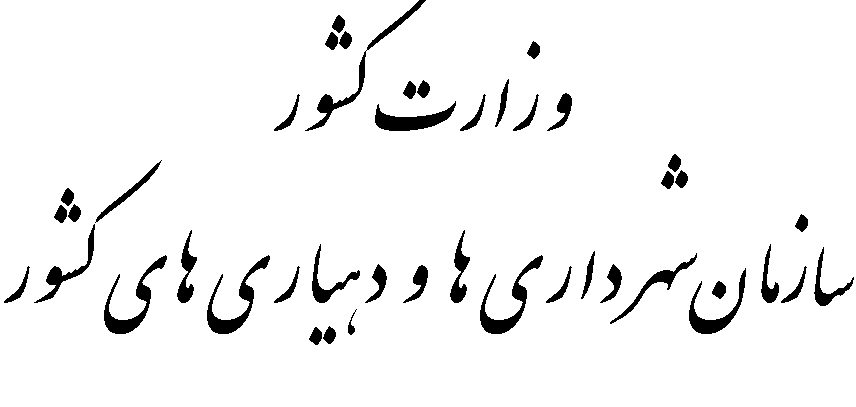 وزارت کشور
سازمان شهرداری ها و دهیاری های کشور